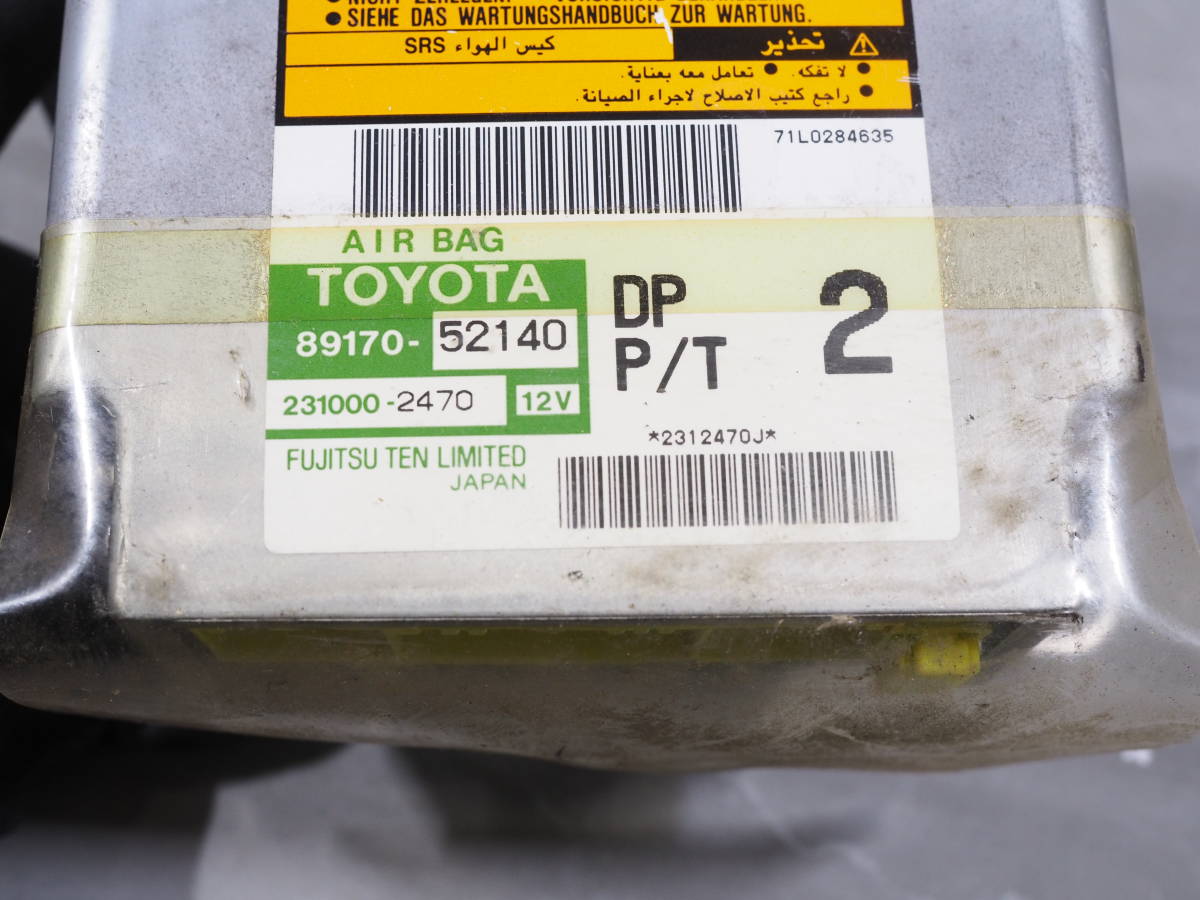 ● SIEHE DAS WARTUNGSHANDBUCK ZUR WARTUNG.
تحذير
كيس الهواء SRS
● لا تفكه. ● تعامل معه بعناية.
● راجع كتيب الاصلاح لاجراء الصيانة.
71L0284635
AIR BAG
TOYOTA
89170-52140
231000-2470 12V
DP
P/T
2
*2312470J*
FUJITSU TEN LIMITED
JAPAN